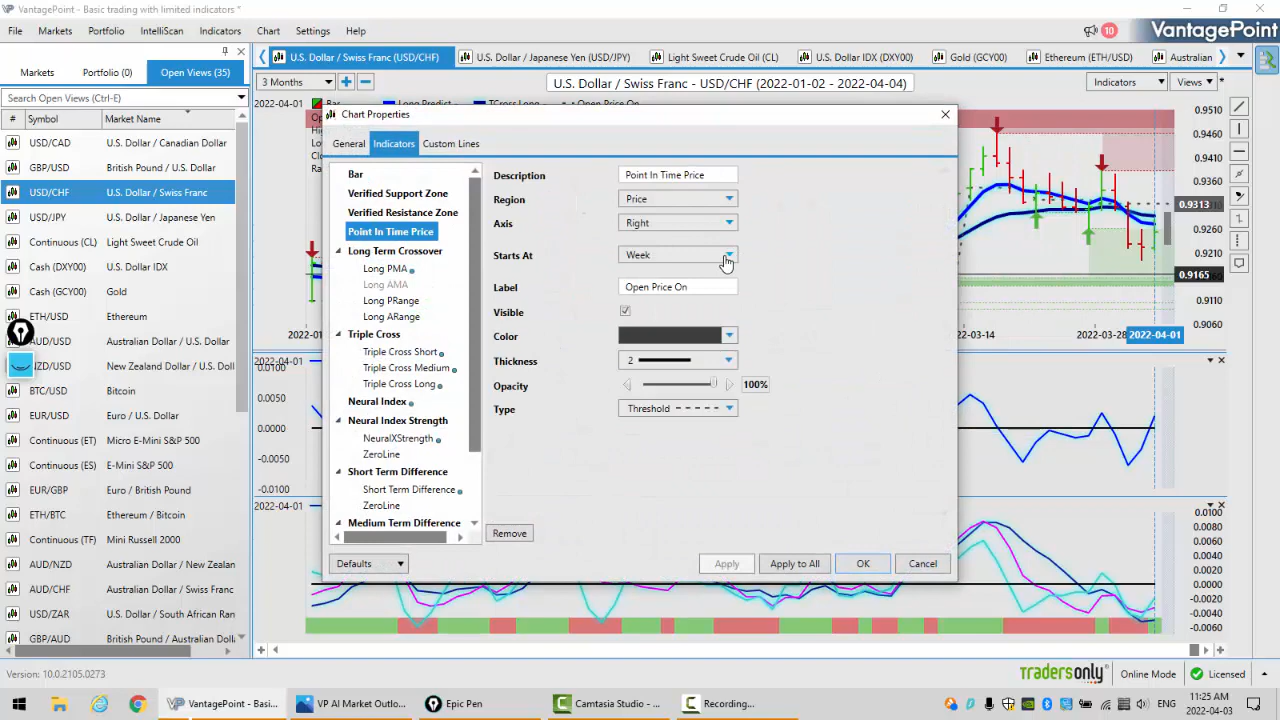 VantagePoint - Basic trading with limited indicators *
File Markets Portfolio IntelliScan Indicators Chart Settings Help
10 VantagePoint
Markets Portfolio (0) Open Views (35)
U.S. Dollar / Swiss Franc (USD/CHF) U.S. Dollar / Japanese Yen (USD/JPY) Light Sweet Crude Oil (CL) U.S. Dollar IDX (DXY00) Gold (GCY00) Ethereum (ETH/USD) Australian
3 Months U.S. Dollar / Swiss Franc - USD/CHF (2022-01-02 - 2022-04-04) Indicators Views
Search Open Views (Ctrl-E)
# Symbol Market Name
USD/CAD U.S. Dollar / Canadian Dollar
GBP/USD British Pound / U.S. Dollar
USD/CHF U.S. Dollar / Swiss Franc
USD/JPY U.S. Dollar / Japanese Yen
Continuous (CL) Light Sweet Crude Oil
Cash (DXY00) U.S. Dollar IDX
Cash (GCY00) Gold
ETH/USD Ethereum
AUD/USD Australian Dollar / U.S. Dollar
NZD/USD New Zealand Dollar / U.S. Doll
BTC/USD Bitcoin
EUR/USD Euro / U.S. Dollar
Continuous (ET) Micro E-Mini S&P 500
Continuous (ES) E-Mini S&P 500
EUR/GBP Euro / British Pound
ETH/BTC Ethereum / Bitcoin
Continuous (TF) Mini Russell 2000
AUD/NZD Australian Dollar / New Zealan
AUD/CHF Australian Dollar / Swiss Franc
USD/ZAR U.S. Dollar / South African Ran
GBP/AUD British Pound / Australian Doll
2022-04-01
Chart Properties
General Indicators Custom Lines
Bar
Verified Support Zone
Verified Resistance Zone
Point In Time Price
Long Term Crossover
Long PMA
Long AMA
Long PRange
Long ARange
Triple Cross
Triple Cross Short
Triple Cross Medium
Triple Cross Long
Neural Index
Neural Index Strength
NeuralXStrength
ZeroLine
Short Term Difference
Short Term Difference
ZeroLine
Medium Term Difference
Description Point In Time Price
Region Price
Axis Right
Starts At Week
Label Open Price On
Visible
Color
Thickness 2
Opacity 100%
Type Threshold
Remove
Defaults Apply Apply to All OK Cancel
0.9510
0.9460
0.9410
0.9360
0.9313
0.9260
0.9210
0.9165
0.9110
0.9060
2022-01 2022-03-14 2022-03-28 2022-04-01
2022-04-01
0.0100
0.0050
0.0000
-0.0050
-0.0100
2022-04-01
0.0100
0.0080
0.0060
0.0040
0.0020
0.0000
-0.0020
-0.0040
-0.0060
Version: 10.0.2105.0273 tradersonly Online Mode Licensed
VantagePoint - Basi... VP AI Market Outlo... Epic Pen Camtasia Studio - ... Recording... ENG 11:25 AM
2022-04-03